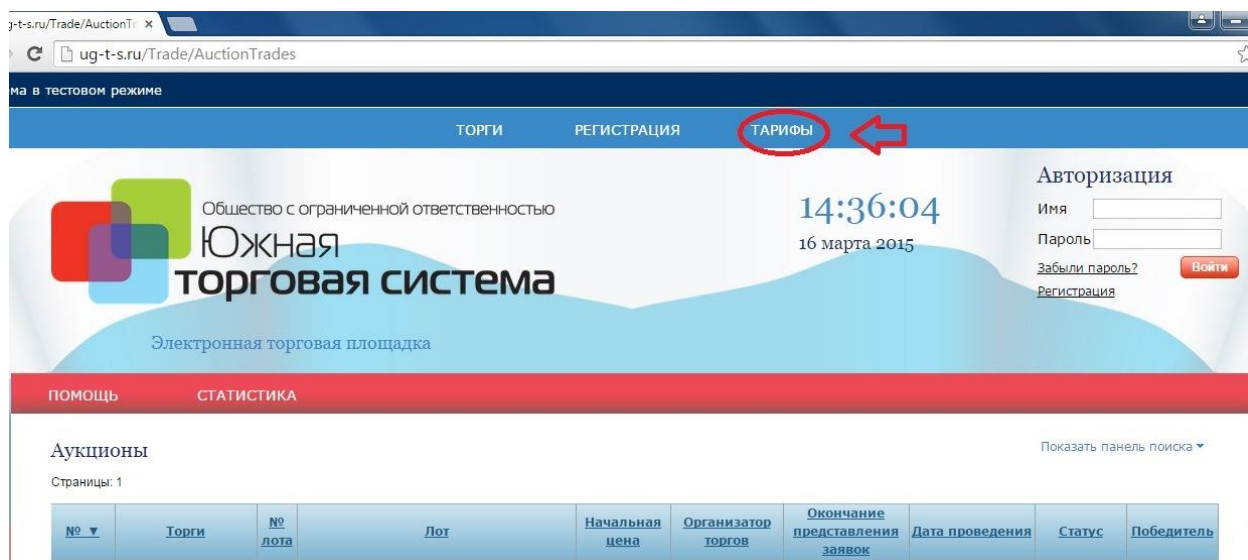 g-t-s.ru/Trade/AuctionTr
ug-t-s.ru/Trade/AuctionTrades
ма в тестовом режиме
ТОРГИ РЕГИСТРАЦИЯ ТАРИФЫ
Общество с ограниченной ответственностью
Южная
торговая система
Электронная торговая площадка
14:36:04
16 марта 2015
Авторизация
Имя
Пароль
Забыли пароль? Войти
Регистрация
ПОМОЩЬ СТАТИСТИКА
Аукционы
Показать панель поиска
Страницы: 1
№ ▼ Торги № лота Лот Начальная цена Организатор торгов Окончание представления заявок Дата проведения Статус Победитель